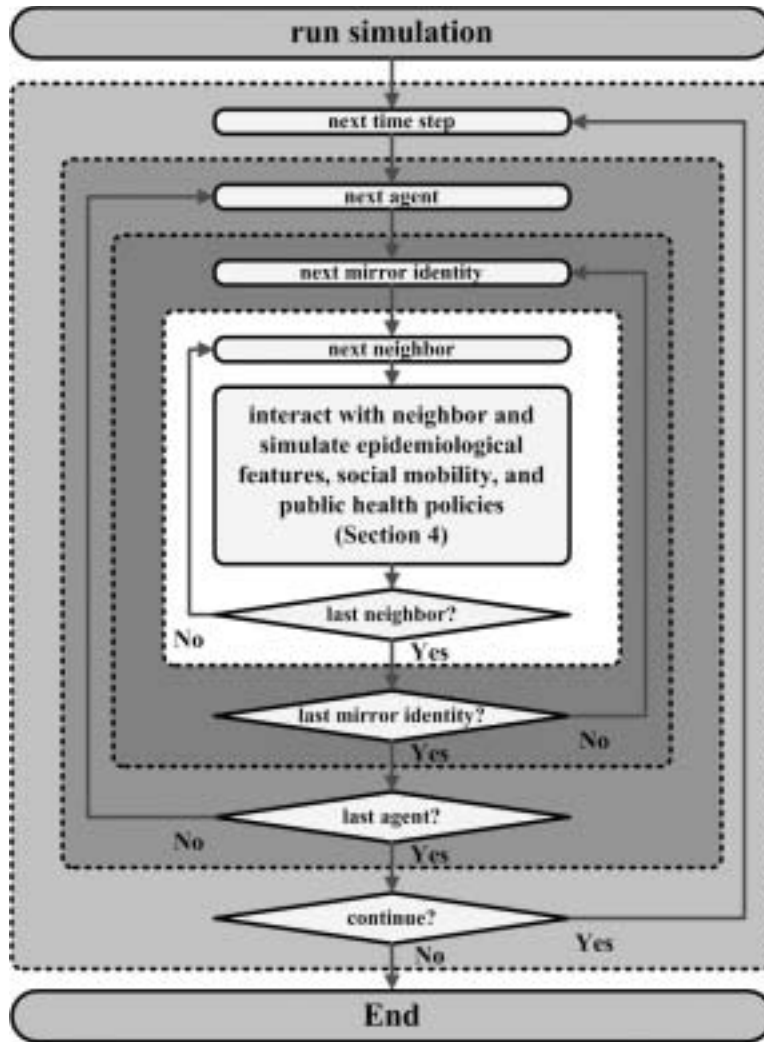 run simulation
next time step
next agent
next mirror identity
next neighbor
interact with neighbor and
simulate epidemiological
features, social mobility, and
public health policies
(Section 4)
last neighbor?
No
Yes
last mirror identity?
No
Yes
last agent?
No
Yes
continue?
Yes
No
End